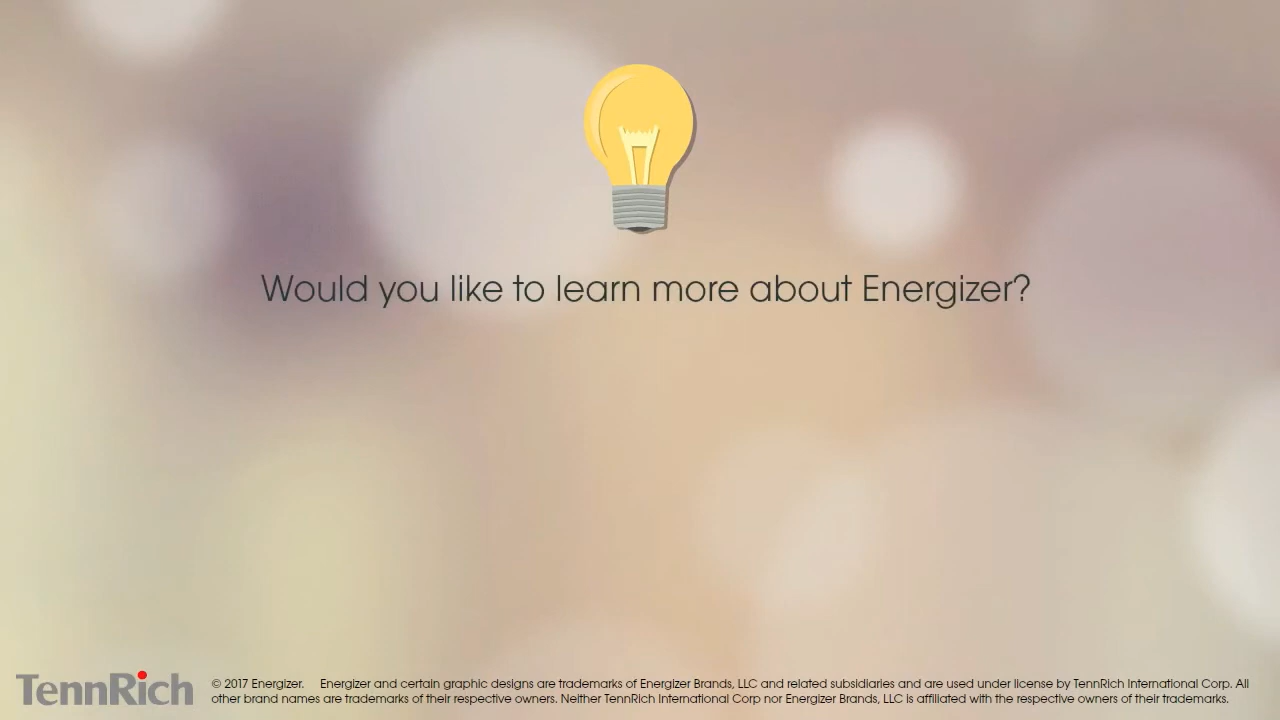 Would you like to learn more about Energizer?
TennRich
© 2017 Energizer. Energizer and certain graphic designs are trademarks of Energizer Brands, LLC and related subsidiaries and are used under license by TennRich International Corp. All
other brand names are trademarks of their respective owners. Neither TennRich International Corp nor Energizer Brands, LLC is affiliated with the respective owners of their trademarks.